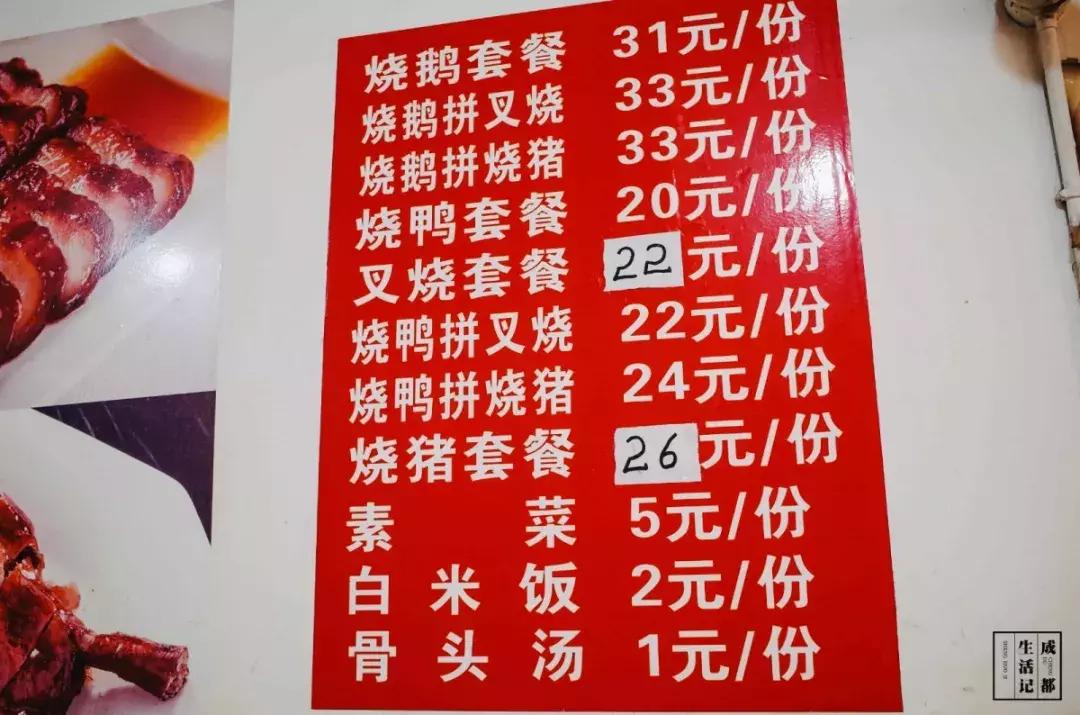 烧鹅套餐 31元/份
烧鹅拼叉烧 33元/份
烧鹅拼烧猪 33元/份
烧鸭套餐 20元/份
叉烧套餐 22元/份
烧鸭拼叉烧 22元/份
烧鸭拼烧猪 24元/份
烧猪套餐 26元/份
素菜 5元/份
白米饭 2元/份
骨头汤 1元/份
成都
生活记